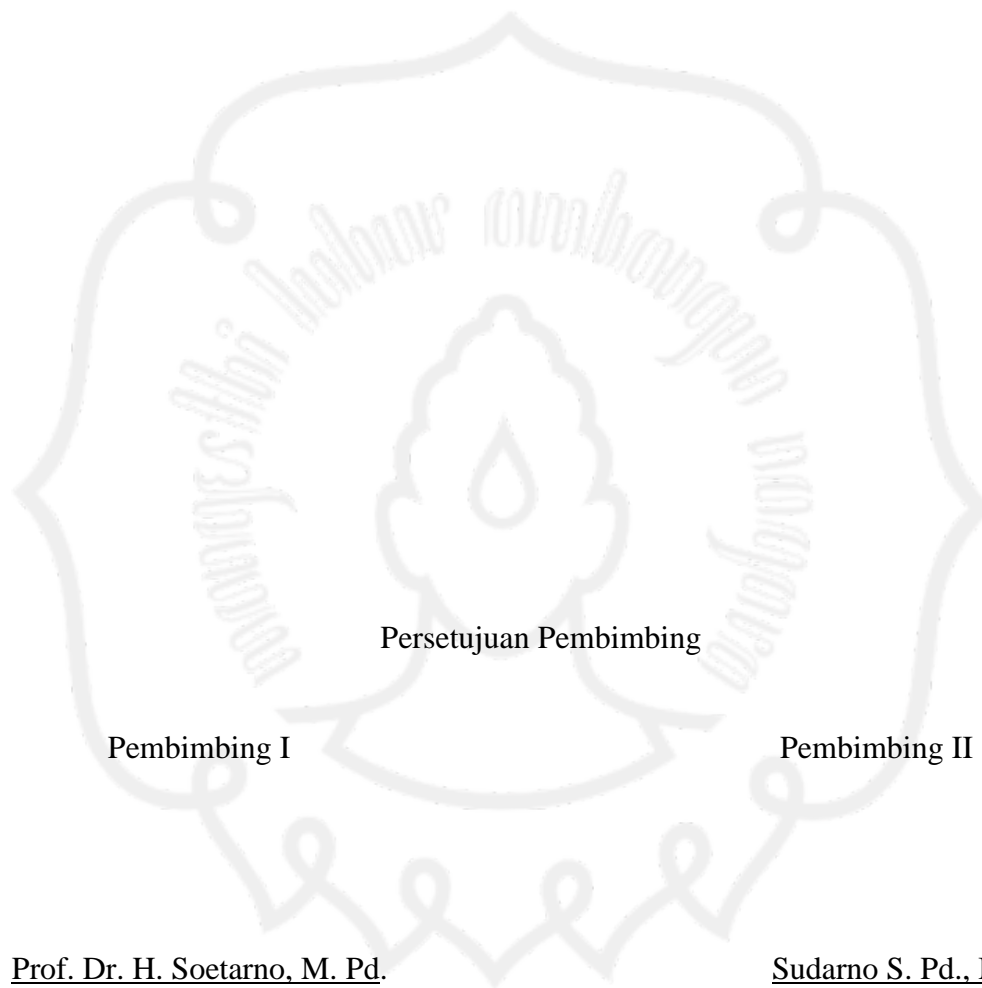 Persetujuan Pembimbing
Pembimbing I Pembimbing II
Prof. Dr. H. Soetarno, M. Pd. Sudarno S. Pd.,